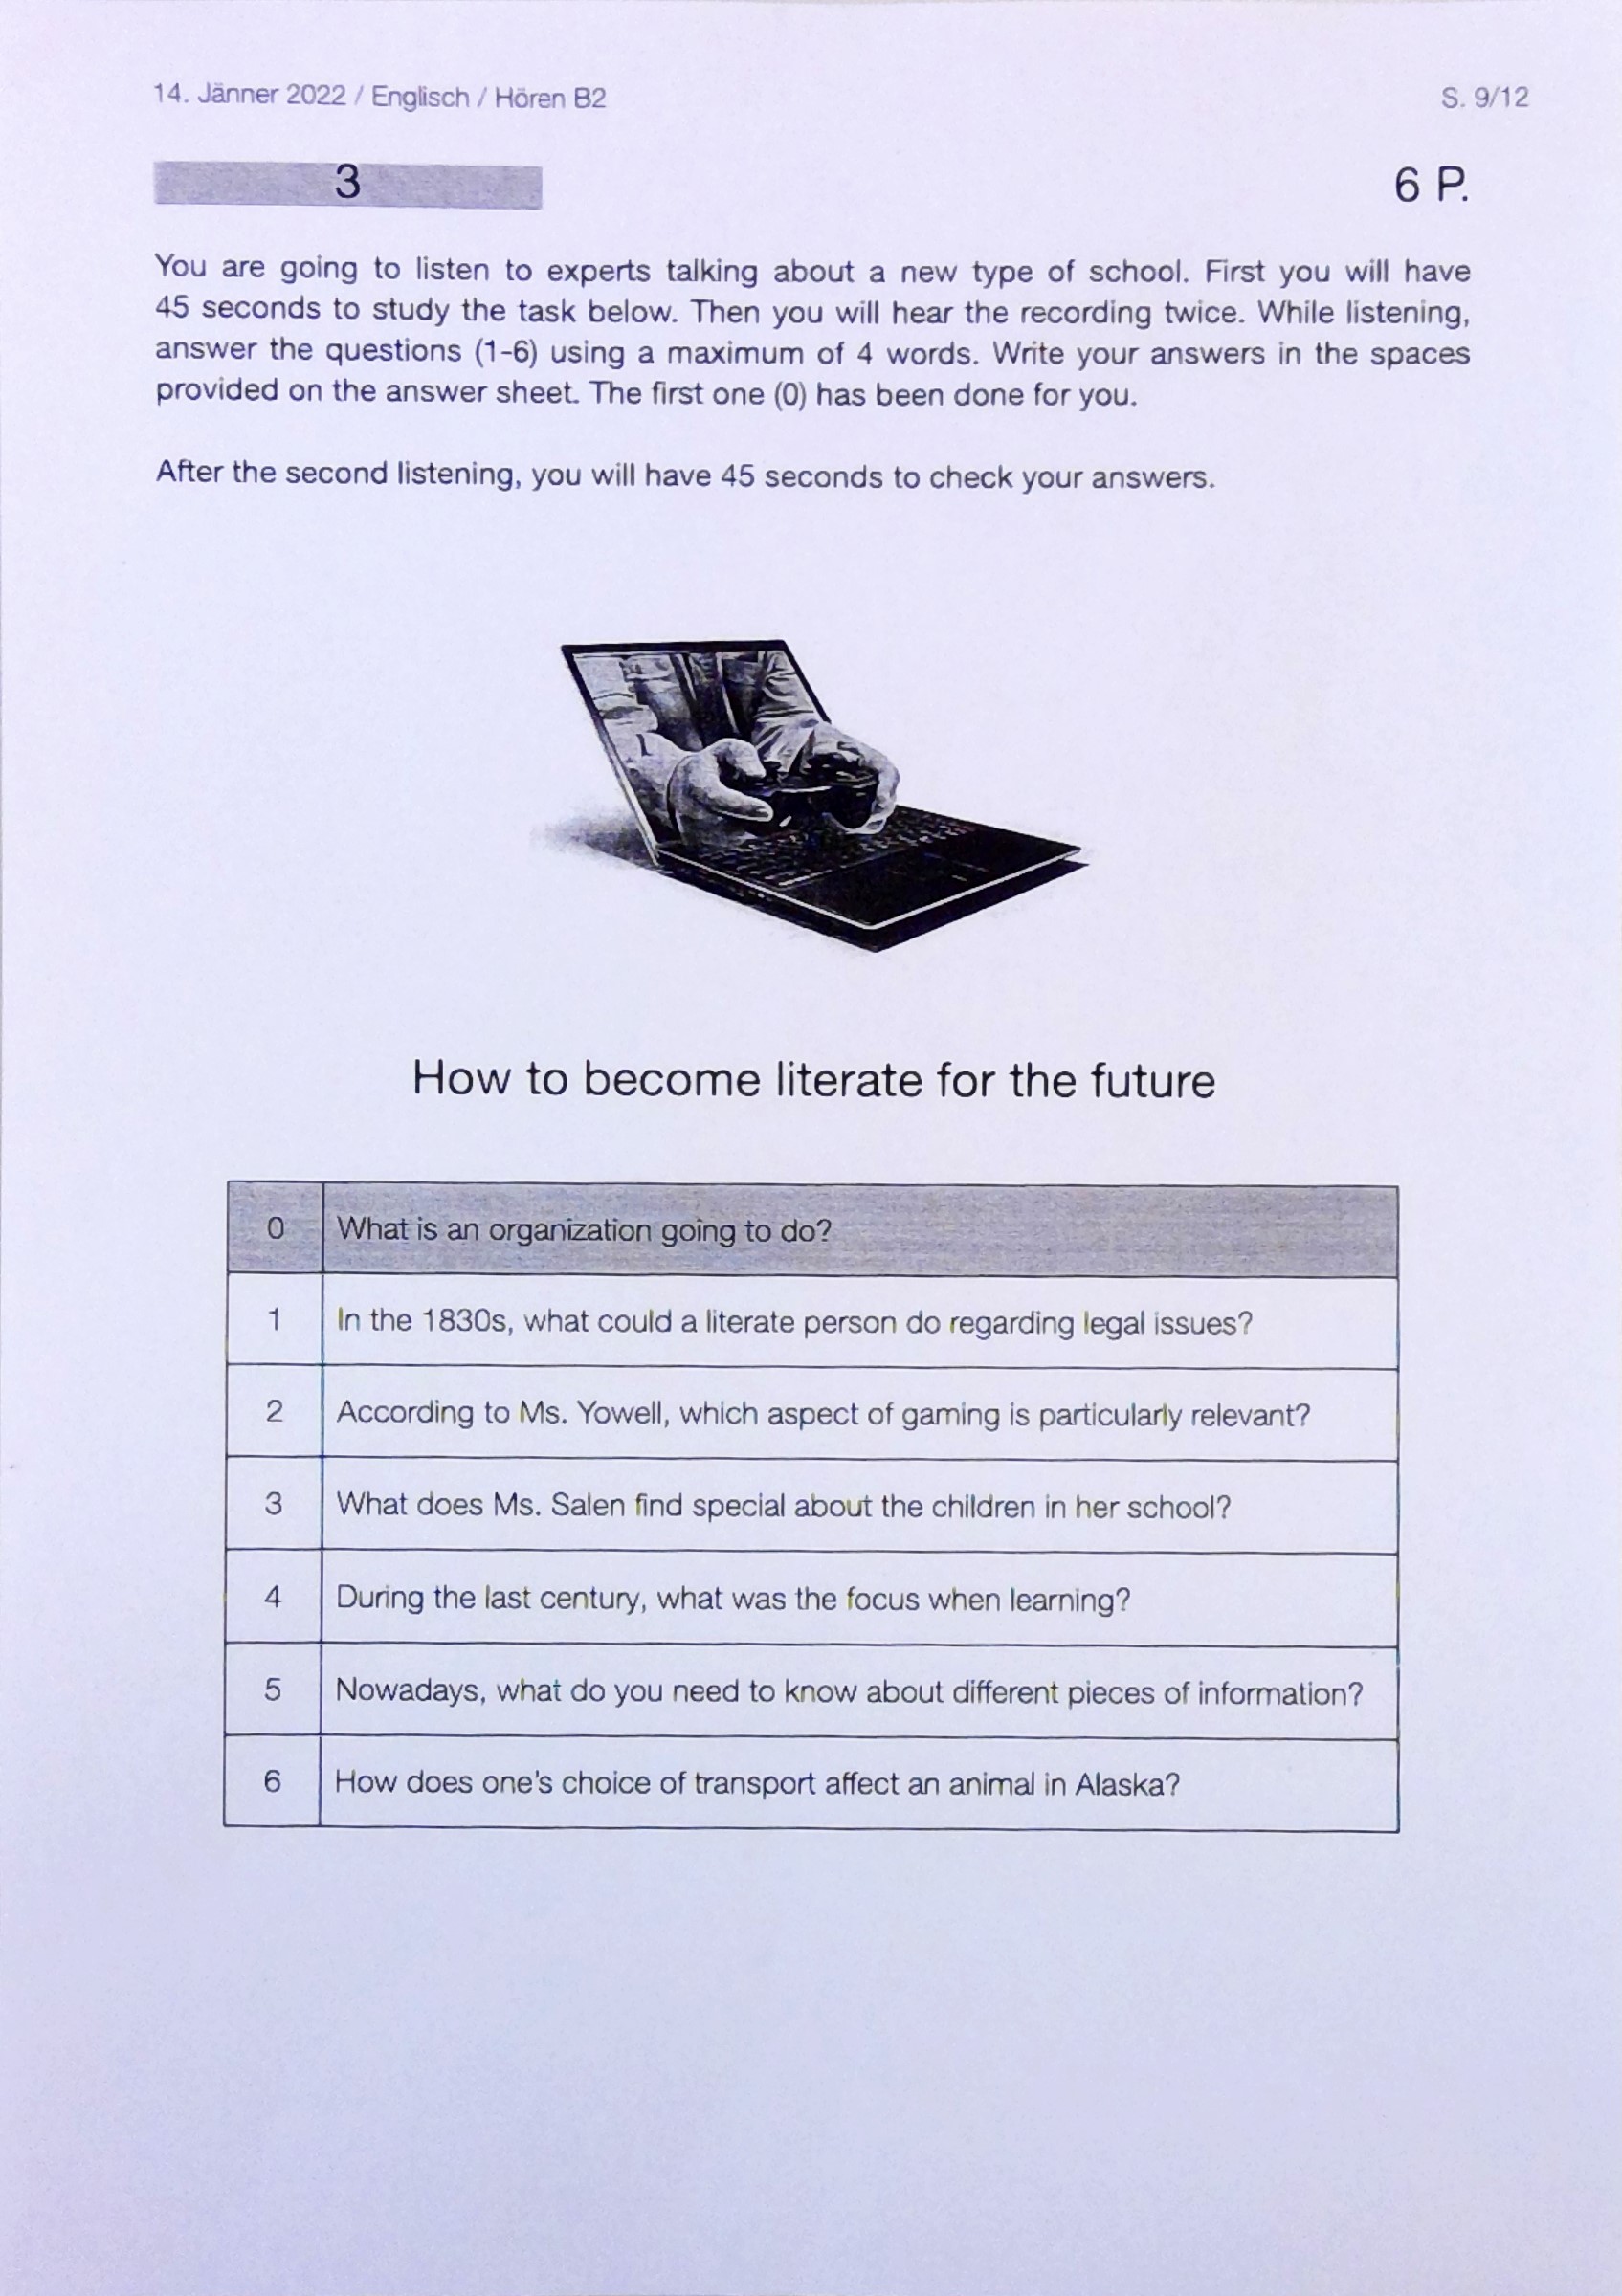 14. Jänner 2022 / Englisch / Hören B2
S. 9/12
3
6 P.
You are going to listen to experts talking about a new type of school. First you will have
45 seconds to study the task below. Then you will hear the recording twice. While listening,
answer the questions (1-6) using a maximum of 4 words. Write your answers in the spaces
provided on the answer sheet. The first one (0) has been done for you.
After the second listening, you will have 45 seconds to check your answers.
How to become literate for the future
0 What is an organization going to do?
1 In the 1830s, what could a literate person do regarding legal issues?
2 According to Ms. Yowell, which aspect of gaming is particularly relevant?
3 What does Ms. Salen find special about the children in her school?
4 During the last century, what was the focus when learning?
5 Nowadays, what do you need to know about different pieces of information?
6 How does one's choice of transport affect an animal in Alaska?